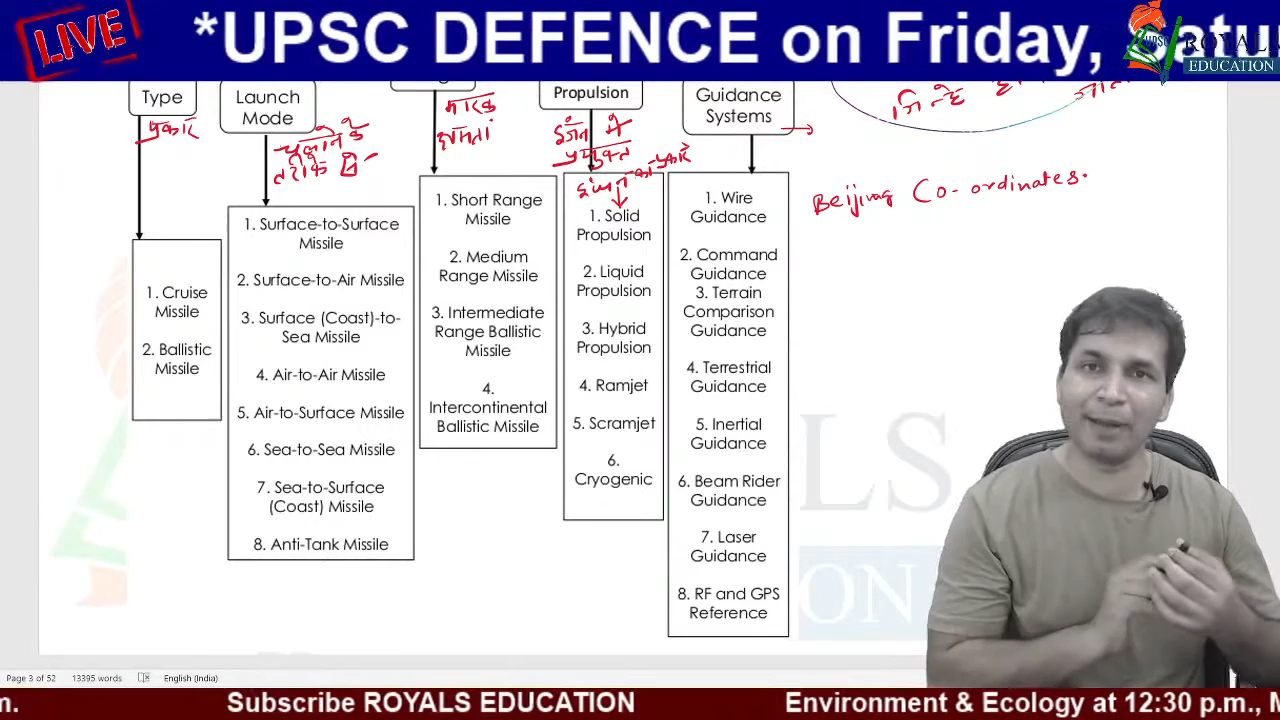 LIVE
*UPSC DEFENCE on Friday, Satu
UPSC
ROYALS
EDUCATION
Type
Launch
Mode
Propulsion
Guidance
Systems
प्रकार
मारक
क्षमता
इंजन में
प्रयुक्त
Beijing Co-ordinates.
1. Cruise
Missile
2. Ballistic
Missile
1. Surface-to-Surface
Missile
2. Surface-to-Air Missile
3. Surface (Coast)-to-
Sea Missile
4. Air-to-Air Missile
5. Air-to-Surface Missile
6. Sea-to-Sea Missile
7. Sea-to-Surface
(Coast) Missile
8. Anti-Tank Missile
1. Short Range
Missile
2. Medium
Range Missile
3. Intermediate
Range Ballistic
Missile
4.
Intercontinental
Ballistic Missile
1. Solid
Propulsion
2. Liquid
Propulsion
3. Hybrid
Propulsion
4. Ramjet
5. Scramjet
6.
Cryogenic
1. Wire
Guidance
2. Command
Guidance
3. Terrain
Comparison
Guidance
4. Terrestrial
Guidance
5. Inertial
Guidance
6. Beam Rider
Guidance
7. Laser
Guidance
8. RF and GPS
Reference
LS
ON
Page 3 of 52 13395 words English (India)
m. Subscribe ROYALS EDUCATION Environment & Ecology at 12:30 p.m., M